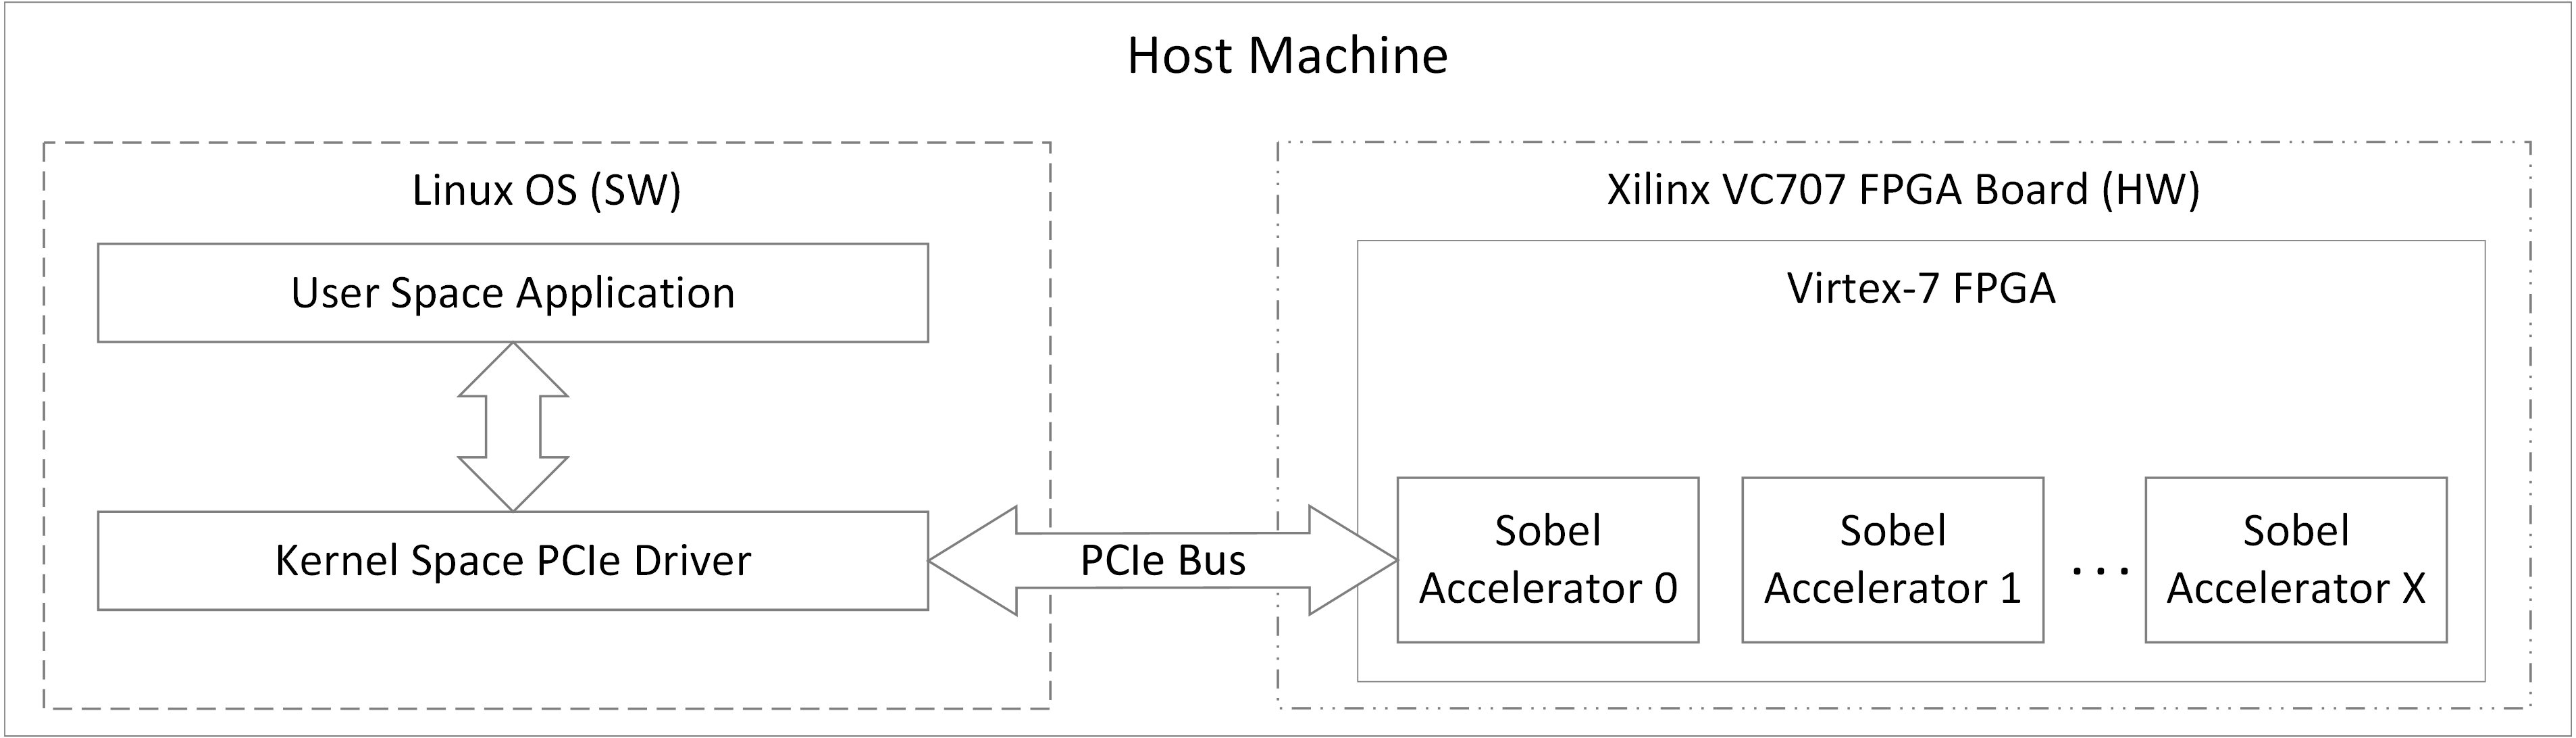 Host Machine
Linux OS (SW)
User Space Application
Kernel Space PCIe Driver
PCIe Bus
Xilinx VC707 FPGA Board (HW)
Virtex-7 FPGA
Sobel
Accelerator 0
Sobel
Accelerator 1
...
Sobel
Accelerator X